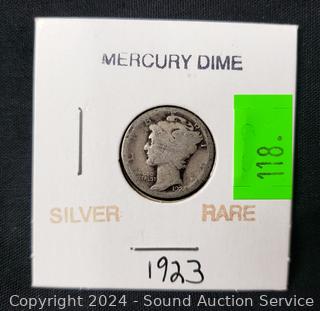 MERCURY DIME
118.
SILVER RARE
1923
Copyright © 2024 - Sound Auction Service